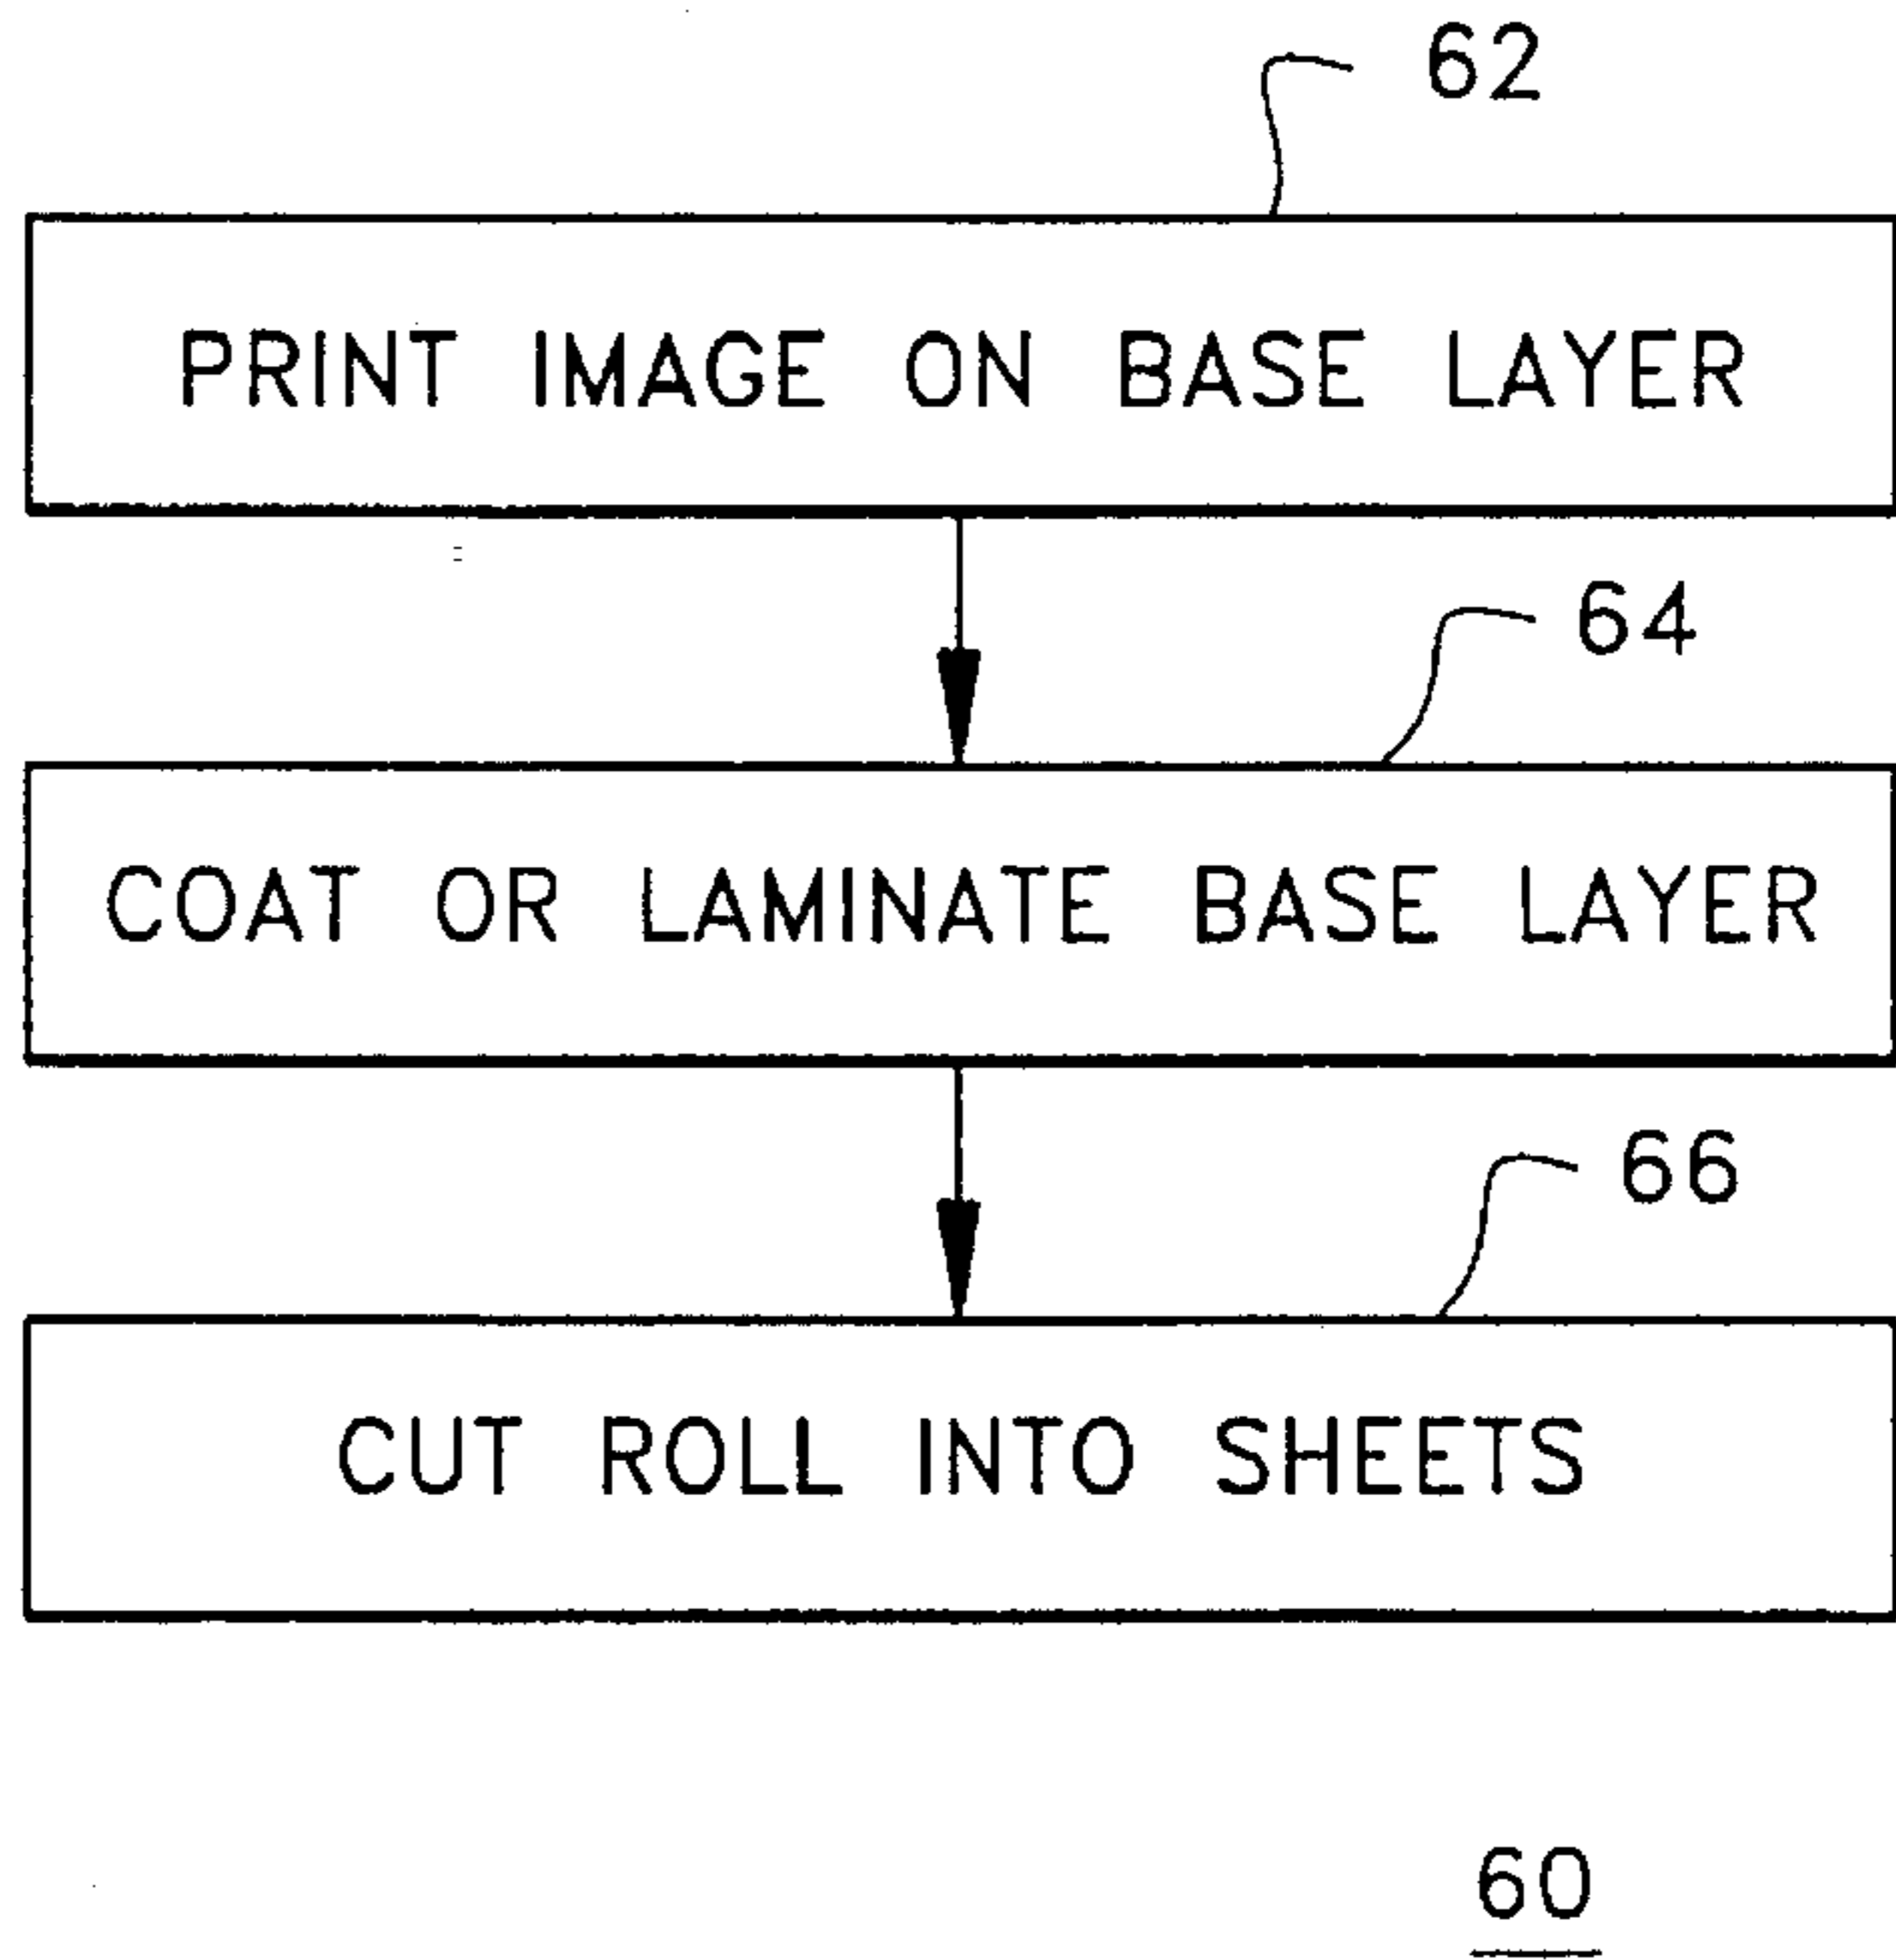 62
PRINT IMAGE ON BASE LAYER
64
COAT OR LAMINATE BASE LAYER
66
CUT ROLL INTO SHEETS
60